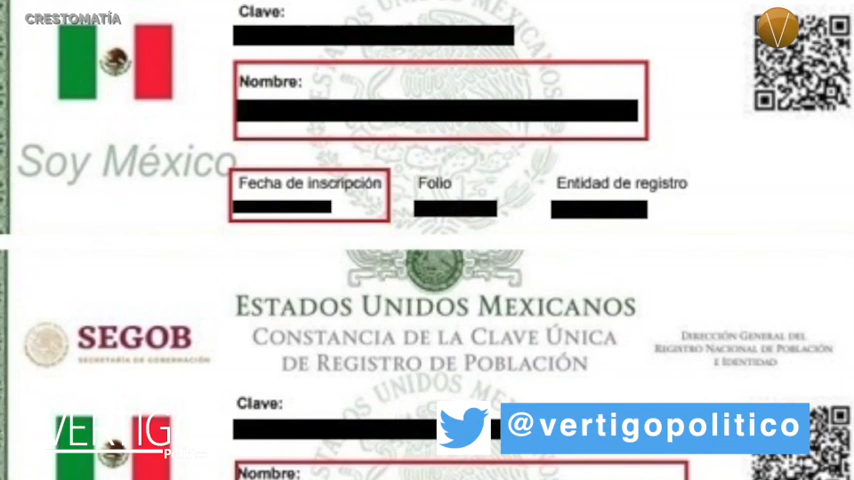 CRESTOMATÍA
Clave:
Nombre:
Soy México
Fecha de inscripción
Folio
Entidad de registro
ESTADOS UNIDOS MEXICANOS
SEGOB
SECRETARÍA DE GOBERNACIÓN
CONSTANCIA DE LA CLAVE ÚNICA
DE REGISTRO DE POBLACIÓN
DIRECCIÓN GENERAL DEL
REGISTRO NACIONAL DE POBLACIÓN
E IDENTIDAD
Clave:
@vertigopolitico
Nombre: